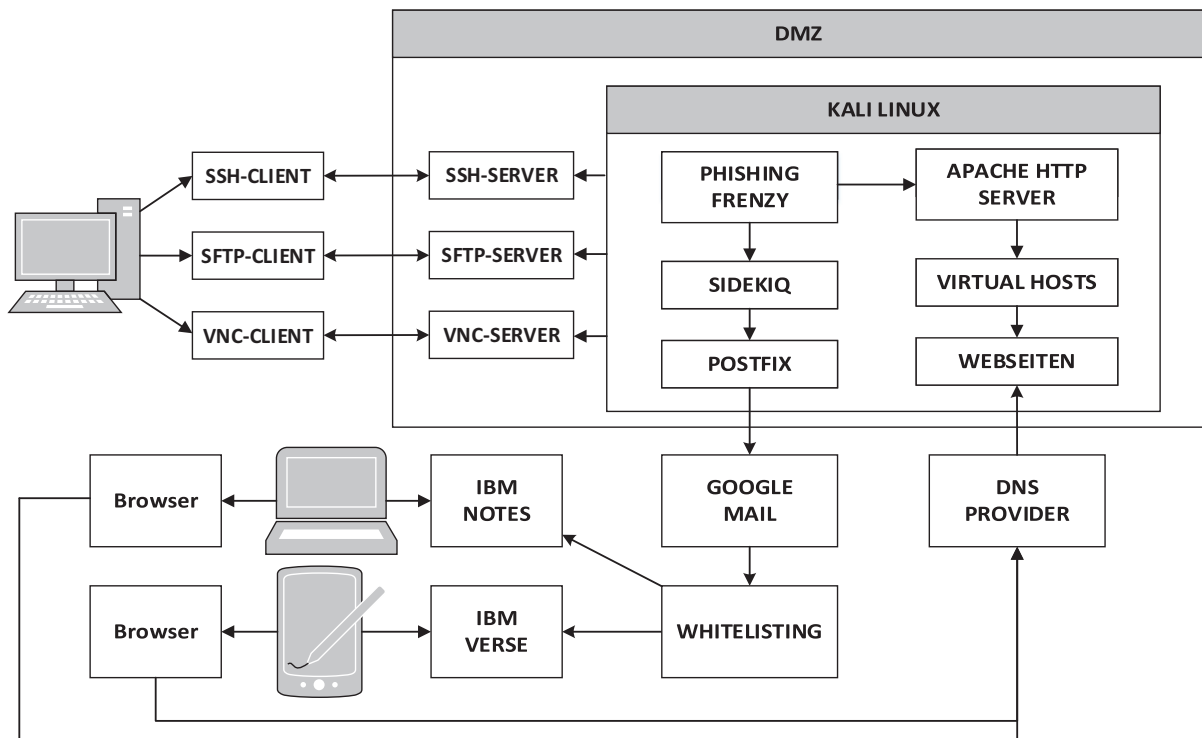 DMZ
KALI LINUX
SSH-CLIENT
SSH-SERVER
PHISHING
FRENZY
APACHE HTTP
SERVER
SFTP-CLIENT
SFTP-SERVER
SIDEKIQ
VIRTUAL HOSTS
VNC-CLIENT
VNC-SERVER
POSTFIX
WEBSEITEN
Browser
IBM
NOTES
GOOGLE
MAIL
DNS
PROVIDER
Browser
IBM
VERSE
WHITELISTING